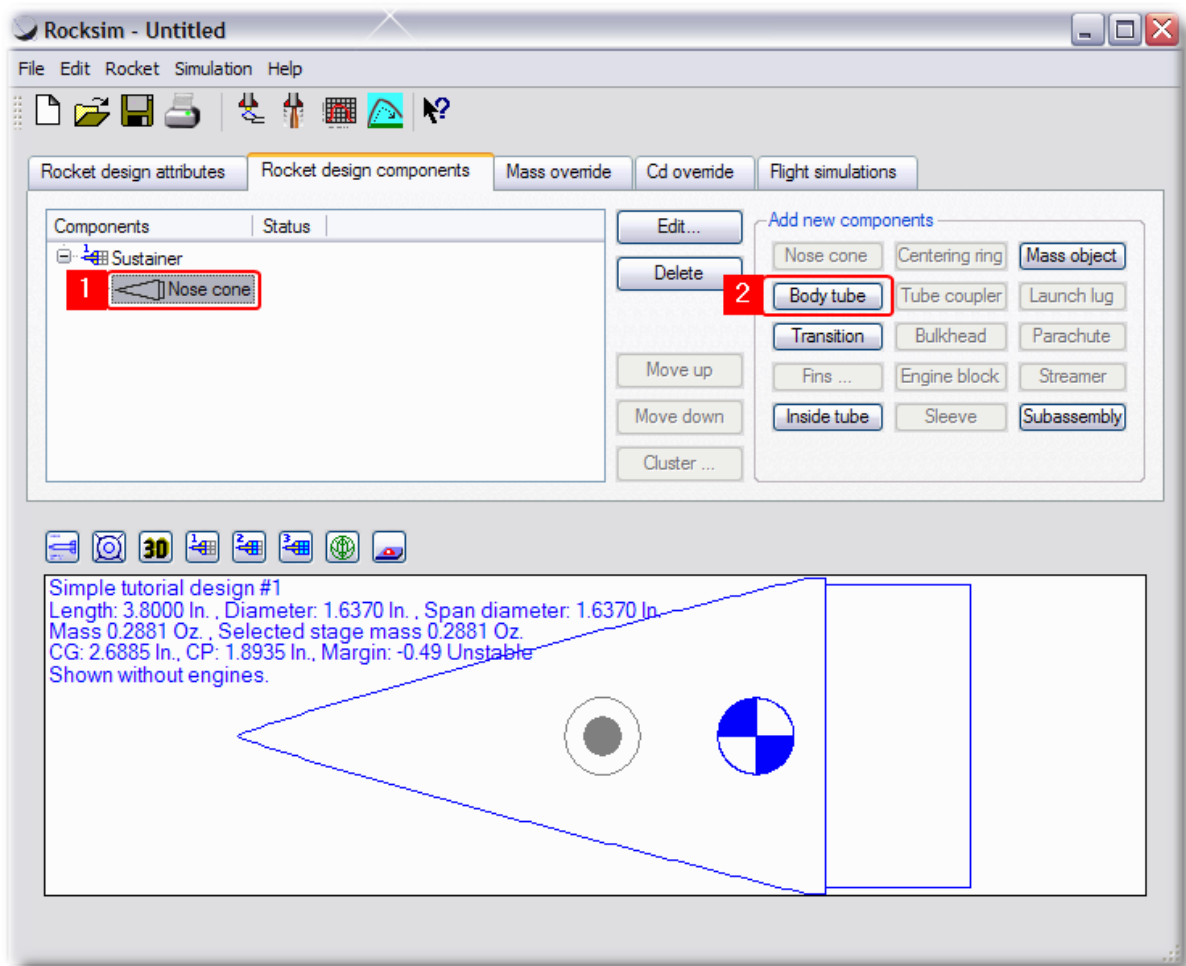 Rocksim - Untitled
File Edit Rocket Simulation Help
Rocket design attributes Rocket design components Mass override Cd override Flight simulations
Components Status
Edit...
Add new components
1 Sustainer
Nose cone Centering ring Mass object
Delete
1 Nose cone
2 Body tube Tube coupler Launch lug
Transition Bulkhead Parachute
Move up
Fins ... Engine block Streamer
Move down
Inside tube Sleeve Subassembly
Cluster ...
3D 1 2 3
Simple tutorial design #1
Length: 3.8000 In. , Diameter: 1.6370 In. , Span diameter: 1.6370 In.
Mass 0.2881 Oz. , Selected stage mass 0.2881 Oz.
CG: 2.6885 In., CP: 1.8935 In., Margin: -0.49 Unstable
Shown without engines.